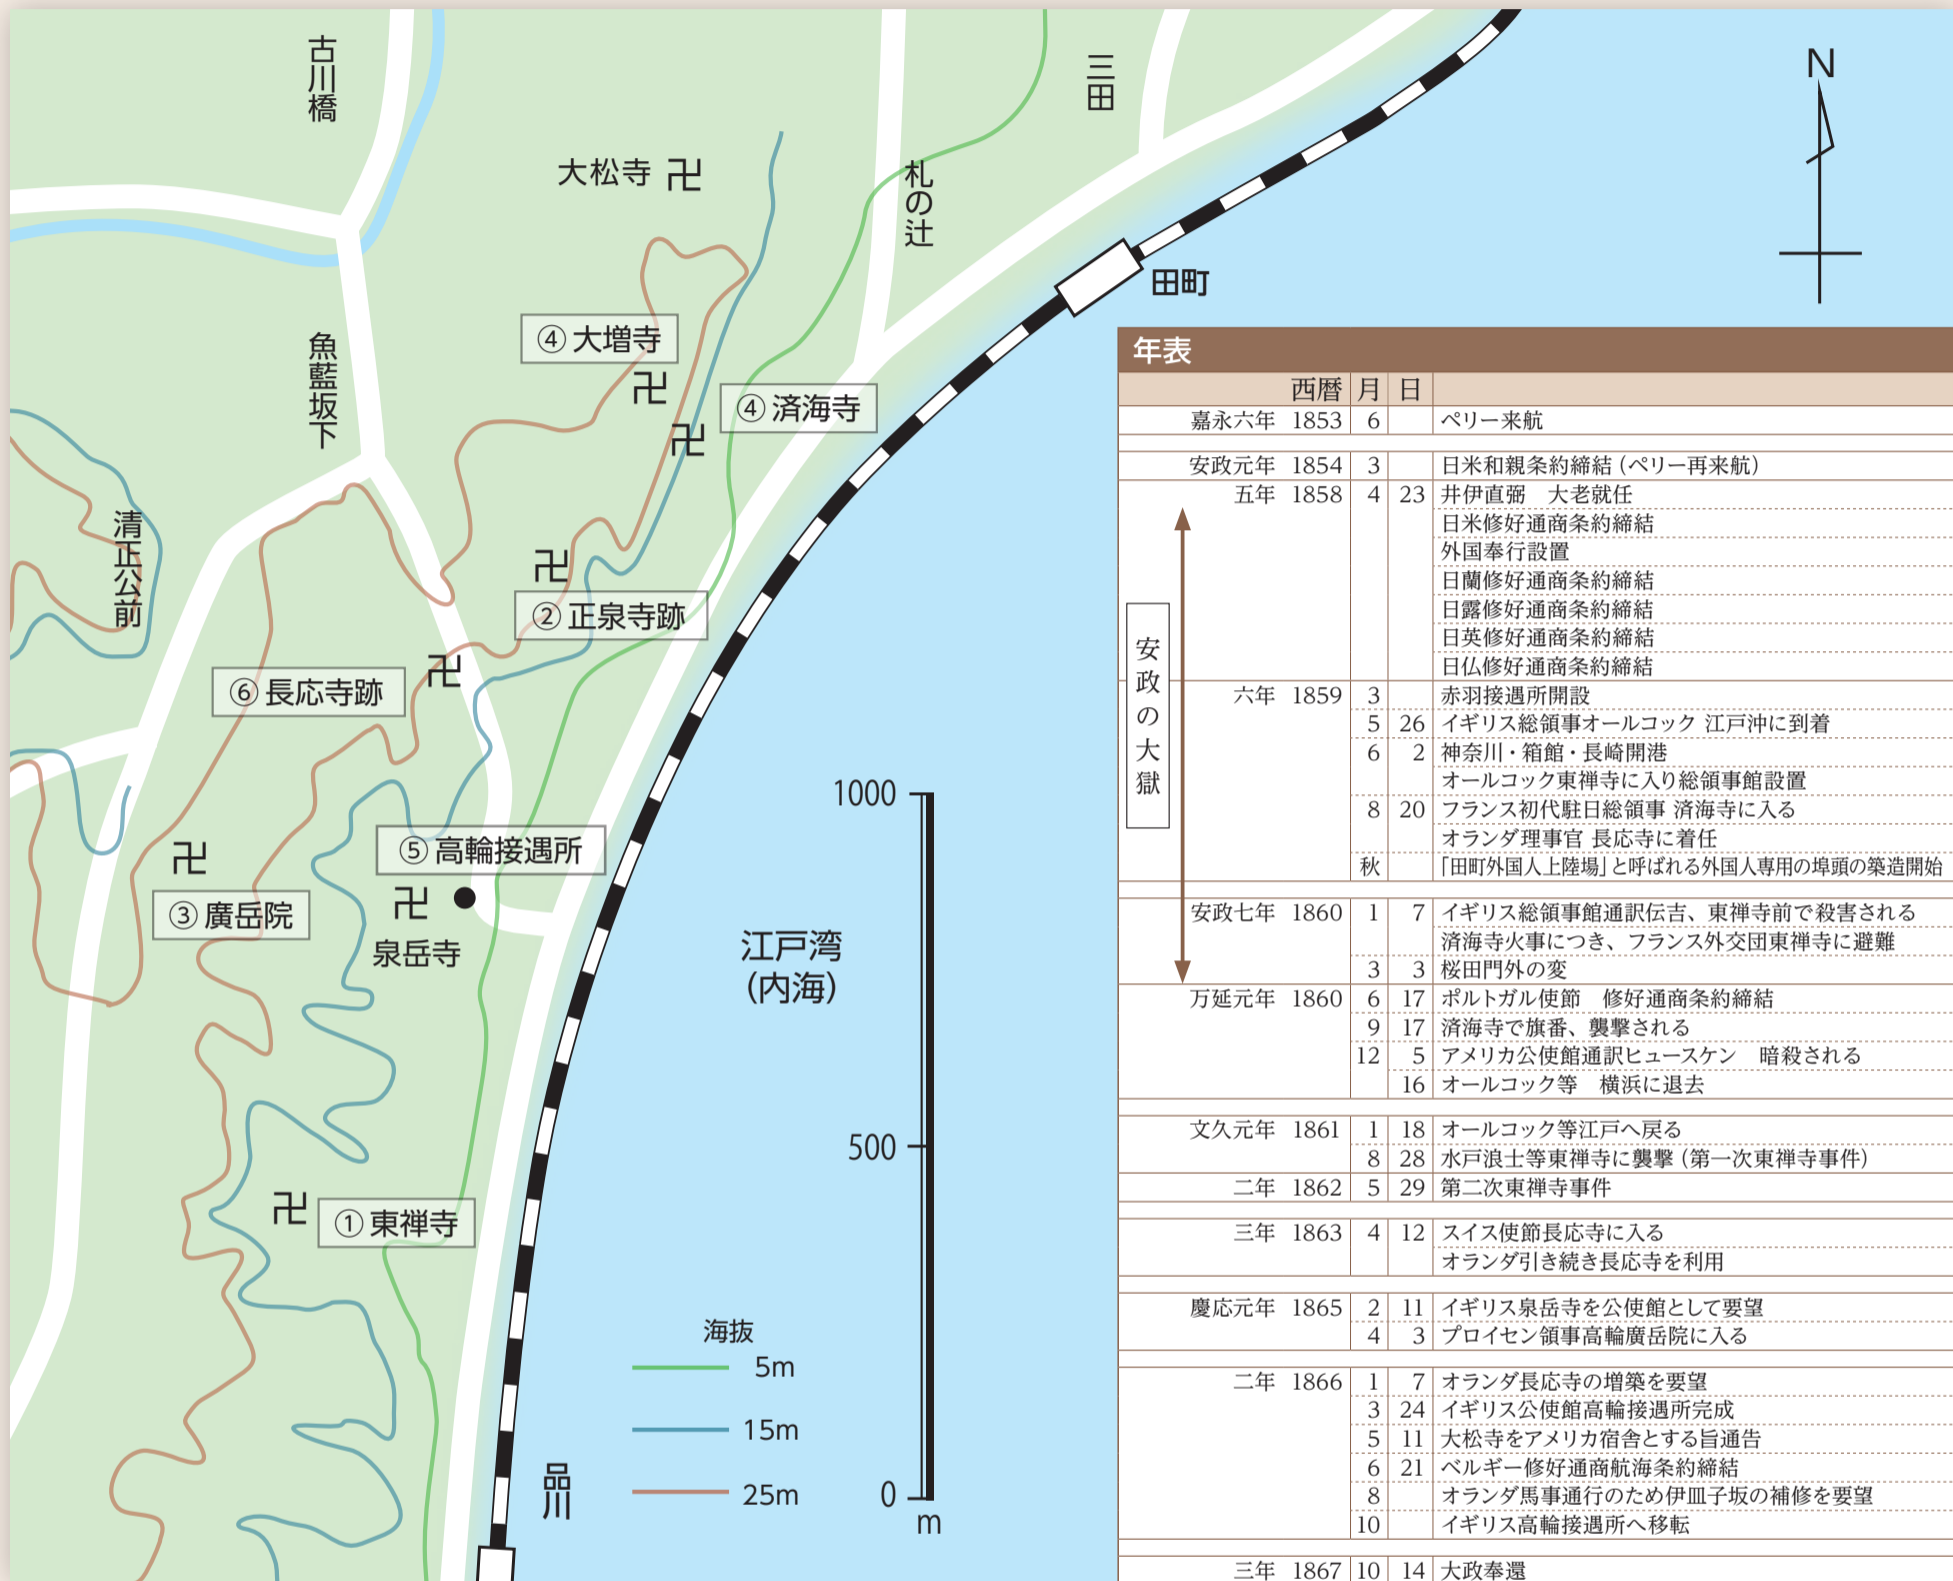 古川橋
三田
N
大松寺
札の辻
田町
④大増寺
魚藍坂下
④済海寺
清正公前
②正泉寺跡
⑥長応寺跡
⑤高輪接遇所
③廣岳院
泉岳寺
①東禅寺
江戸湾
(内海)
1000
500
0
m
海抜
5m
15m
25m
品川
年表
西暦 月 日
嘉永六年 1853 6 ペリー来航
安政元年 1854 3 日米和親条約締結(ペリー再来航)
五年 1858 4 23 井伊直弼　大老就任
日米修好通商条約締結
外国奉行設置
日蘭修好通商条約締結
日露修好通商条約締結
日英修好通商条約締結
日仏修好通商条約締結
安政の大獄
六年 1859 3 赤羽接遇所開設
5 26 イギリス総領事オールコック 江戸沖に到着
6 2 神奈川・箱館・長崎開港
オールコック東禅寺に入り総領事館設置
8 20 フランス初代駐日総領事 済海寺に入る
オランダ理事官 長応寺に着任
秋 「田町外国人上陸場」と呼ばれる外国人専用の埠頭の築造開始
安政七年 1860 1 7 イギリス総領事館通訳伝吉、東禅寺前で殺害される
済海寺火事につき、フランス外交団東禅寺に避難
3 3 桜田門外の変
万延元年 1860 6 17 ポルトガル使節　修好通商条約締結
9 17 済海寺で旗番、襲撃される
12 5 アメリカ公使館通訳ヒュースケン　暗殺される
16 オールコック等　横浜に退去
文久元年 1861 1 18 オールコック等江戸へ戻る
8 28 水戸浪士等東禅寺に襲撃(第一次東禅寺事件)
二年 1862 5 29 第二次東禅寺事件
三年 1863 4 12 スイス使節長応寺に入る
オランダ引き続き長応寺を利用
慶応元年 1865 2 11 イギリス泉岳寺を公使館として要望
4 3 プロイセン領事高輪廣岳院に入る
二年 1866 1 7 オランダ長応寺の増築を要望
3 24 イギリス公使館高輪接遇所完成
5 11 大松寺をアメリカ宿舎とする旨通告
6 21 ベルギー修好通商航海条約締結
8 オランダ馬事通行のため伊皿子坂の補修を要望
10 イギリス高輪接遇所へ移転
三年 1867 10 14 大政奉還